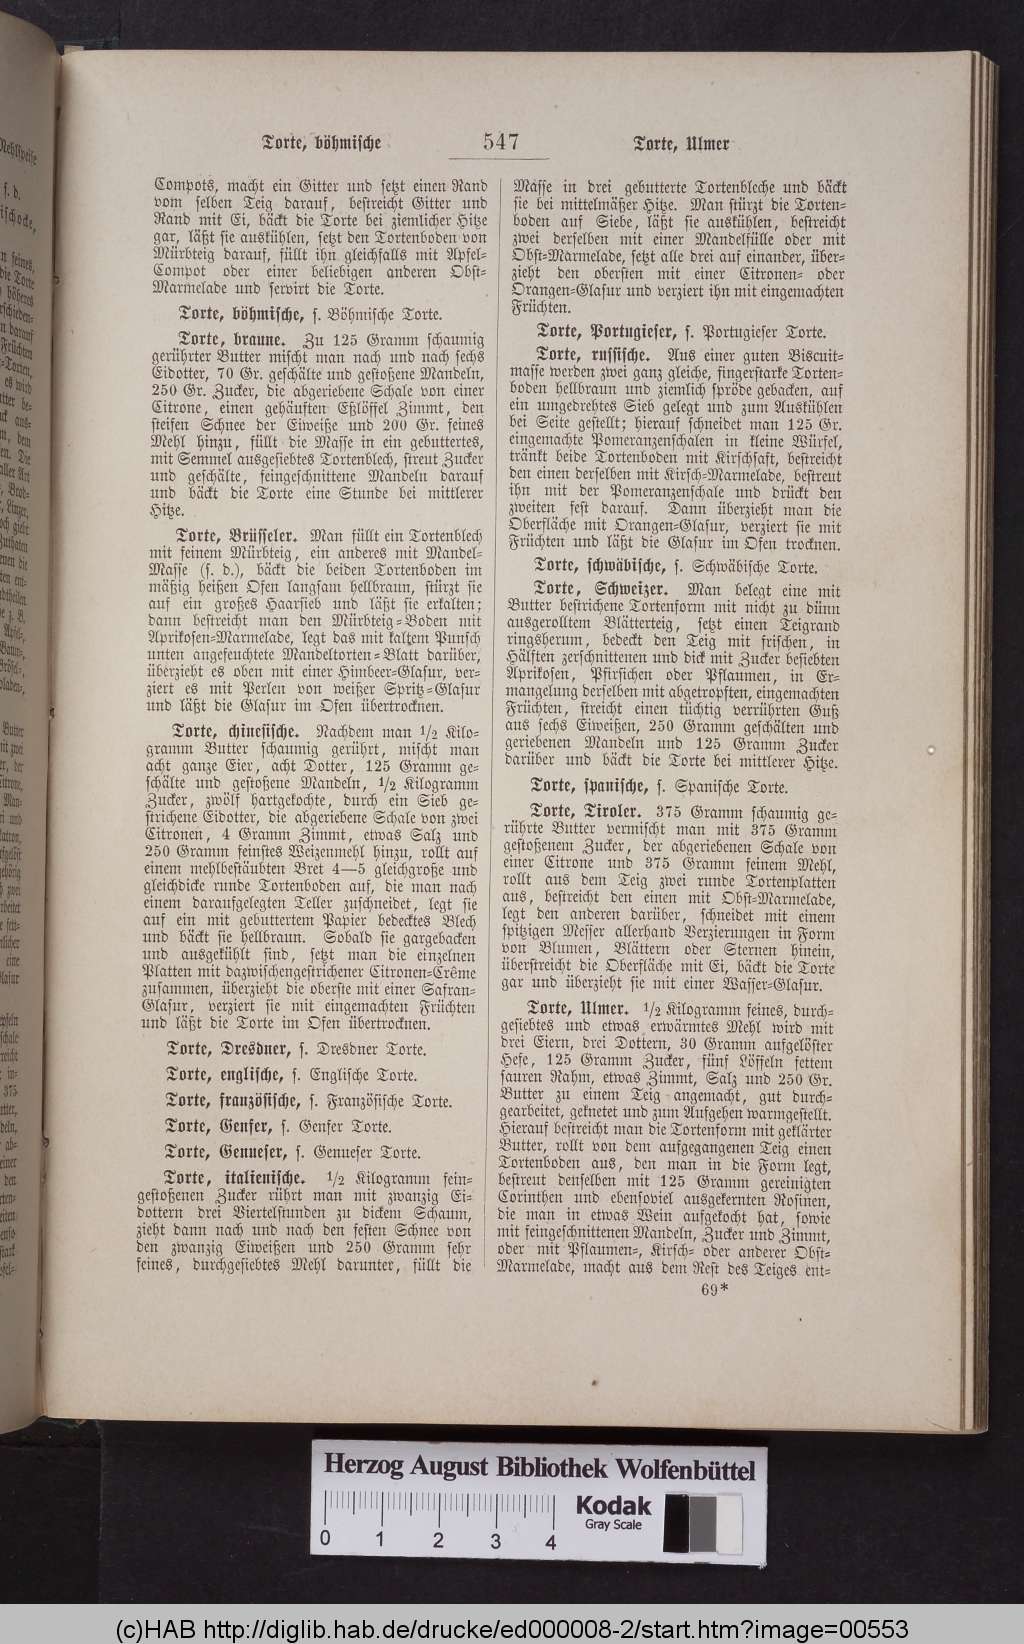 Torte, böhmische 547 Torte, Ulmer
Compots, macht ein Gitter und setzt einen Rand
vom selben Teig darauf, bestreicht Gitter und
Rand mit Ei, bäckt die Torte bei ziemlicher Hitze
gar, läßt sie auskühlen, setzt den Tortenboden von
Mürbteig darauf, füllt ihn gleichfalls mit Apfel-
Compot oder einer beliebigen anderen Obst-
Marmelade und servirt die Torte.
Torte, böhmische, s. Böhmische Torte.
Torte, braune. Zu 125 Gramm schaumig
gerührter Butter mischt man nach und nach sechs
Eidotter, 70 Gr. geschälte und gestoßene Mandeln,
250 Gr. Zucker, die abgeriebene Schale von einer
Citrone, einen gehäuften Eßlöffel Zimmt, den
steifen Schnee der Eiweiße und 200 Gr. feines
Mehl hinzu, füllt die Masse in ein gebuttertes,
mit Semmel ausgesiebtes Tortenblech, streut Zucker
und geschälte, feingeschnittene Mandeln darauf
und bäckt die Torte eine Stunde bei mittlerer
Hitze.
Torte, Brüsseler. Man füllt ein Tortenblech
mit feinem Mürbteig, ein anderes mit Mandel-
Masse (s. d.), bäckt die beiden Tortenboden im
mäßig heißen Ofen langsam hellbraun, stürzt sie
auf ein großes Haarsieb und läßt sie erkalten;
dann bestreicht man den Mürbteig-Boden mit
Aprikosen-Marmelade, legt das mit kaltem Punsch
unten angefeuchtete Mandeltorten-Blatt darüber,
überzieht es oben mit einer Himbeer-Glasur, ver-
ziert es mit Perlen von weißer Spritz-Glasur
und läßt die Glasur im Ofen übertrocknen.
Torte, chinesische. Nachdem man 1/2 Kilo-
gramm Butter schaumig gerührt, mischt man
acht ganze Eier, acht Dotter, 125 Gramm ge-
schälte und gestoßene Mandeln, 1/2 Kilogramm
Zucker, zwölf hartgekochte, durch ein Sieb ge-
strichene Eidotter, die abgeriebene Schale von zwei
Citronen, 4 Gramm Zimmt, etwas Salz und
250 Gramm feinstes Weizenmehl hinzu, rollt auf
einem mehlbestäubten Bret 4—5 gleichgroße und
gleichdicke runde Tortenboden auf, die man nach
einem daraufgelegten Teller zuschneidet, legt sie
auf ein mit gebuttertem Papier bedecktes Blech
und bäckt sie hellbraun. Sobald sie gargebacken
und ausgekühlt sind, setzt man die einzelnen
Platten mit dazwischengestrichener Citronen-Crême
zusammen, überzieht die oberste mit einer Safran-
Glasur, verziert sie mit eingemachten Früchten
und läßt die Torte im Ofen übertrocknen.
Torte, Dresdner, s. Dresdner Torte.
Torte, englische, s. Englische Torte.
Torte, französische, s. Französische Torte.
Torte, Genfer, s. Genfer Torte.
Torte, Genueser, s. Genueser Torte.
Torte, italienische. 1/2 Kilogramm fein-
gestoßenen Zucker rührt man mit zwanzig Ei-
dottern drei Viertelstunden zu dickem Schaum,
zieht dann nach und nach den festen Schnee von
den zwanzig Eiweißen und 250 Gramm sehr
feines, durchgesiebtes Mehl darunter, füllt die
Masse in drei gebutterte Tortenbleche und bäckt
sie bei mittelmäßer Hitze. Man stürzt die Torten-
boden auf Siebe, läßt sie auskühlen, bestreicht
zwei derselben mit einer Mandelfülle oder mit
Obst-Marmelade, setzt alle drei auf einander, über-
zieht den obersten mit einer Citronen- oder
Orangen-Glasur und verziert ihn mit eingemachten
Früchten.
Torte, Portugieser, s. Portugieser Torte.
Torte, russische. Aus einer guten Biscuit-
masse werden zwei ganz gleiche, fingerstarke Torten-
boden hellbraun und ziemlich spröde gebacken, auf
ein umgedrehtes Sieb gelegt und zum Auskühlen
bei Seite gestellt; hierauf schneidet man 125 Gr.
eingemachte Pomeranzenschalen in kleine Würfel,
tränkt beide Tortenboden mit Kirschsaft, bestreicht
den einen derselben mit Kirsch-Marmelade, bestreut
ihn mit der Pomeranzenschale und drückt den
zweiten fest darauf. Dann überzieht man die
Oberfläche mit Orangen-Glasur, verziert sie mit
Früchten und läßt die Glasur im Ofen trocknen.
Torte, schwäbische, s. Schwäbische Torte.
Torte, Schweizer. Man belegt eine mit
Butter bestrichene Tortenform mit nicht zu dünn
ausgerolltem Blätterteig, setzt einen Teigrand
ringsherum, bedeckt den Teig mit frischen, in
Hälften zerschnittenen und dick mit Zucker besiebten
Aprikosen, Pfirsichen oder Pflaumen, in Er-
mangelung derselben mit abgetropften, eingemachten
Früchten, streicht einen tüchtig verrührten Guß
aus sechs Eiweißen, 250 Gramm geschälten und
geriebenen Mandeln und 125 Gramm Zucker
darüber und bäckt die Torte bei mittlerer Hitze.
Torte, spanische, s. Spanische Torte.
Torte, Tiroler. 375 Gramm schaumig ge-
rührte Butter vermischt man mit 375 Gramm
gestoßenem Zucker, der abgeriebenen Schale von
einer Citrone und 375 Gramm feinem Mehl,
rollt aus dem Teig zwei runde Tortenplatten
aus, bestreicht den einen mit Obst-Marmelade,
legt den anderen darüber, schneidet mit einem
spitzigen Messer allerhand Verzierungen in Form
von Blumen, Blättern oder Sternen hinein,
überstreicht die Oberfläche mit Ei, bäckt die Torte
gar und überzieht sie mit einer Wasser-Glasur.
Torte, Ulmer. 1/2 Kilogramm feines, durch-
gesiebtes und etwas erwärmtes Mehl wird mit
drei Eiern, drei Dottern, 30 Gramm aufgelöster
Hefe, 125 Gramm Zucker, fünf Löffeln fettem
sauren Rahm, etwas Zimmt, Salz und 250 Gr.
Butter zu einem Teig angemacht, gut durch-
gearbeitet, geknetet und zum Aufgehen warmgestellt.
Hierauf bestreicht man die Tortenform mit geklärter
Butter, rollt von dem aufgegangenen Teig einen
Tortenboden aus, den man in die Form legt,
bestreut denselben mit 125 Gramm gereinigten
Corinthen und ebensoviel ausgekernten Rosinen,
die man in etwas Wein aufgekocht hat, sowie
mit feingeschnittenen Mandeln, Zucker und Zimmt,
oder mit Pflaumen-, Kirsch- oder anderer Obst-
Marmelade, macht aus dem Rest des Teiges ent-
69*
Herzog August Bibliothek Wolfenbüttel
Kodak
Gray Scale
0 1 2 3 4
(c)HAB http://diglib.hab.de/drucke/ed000008-2/start.htm?image=00553